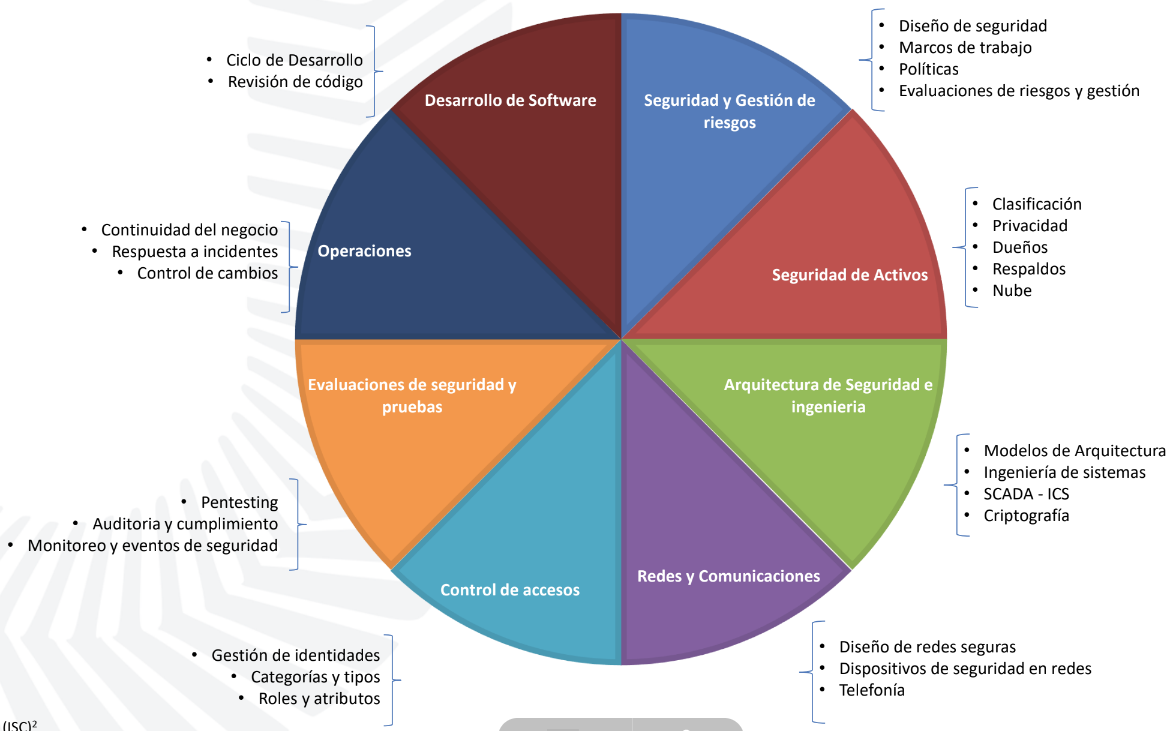 Desarrollo de Software
Seguridad y Gestión de
riesgos
Seguridad de Activos
Arquitectura de Seguridad e
ingenieria
Redes y Comunicaciones
Control de accesos
Evaluaciones de seguridad y
pruebas
Operaciones
• Ciclo de Desarrollo
• Revisión de código
• Diseño de seguridad
• Marcos de trabajo
• Políticas
• Evaluaciones de riesgos y gestión
• Clasificación
• Privacidad
• Dueños
• Respaldos
• Nube
• Modelos de Arquitectura
• Ingeniería de sistemas
• SCADA - ICS
• Criptografía
• Diseño de redes seguras
• Dispositivos de seguridad en redes
• Telefonía
• Gestión de identidades
• Categorías y tipos
• Roles y atributos
• Pentesting
• Auditoria y cumplimiento
• Monitoreo y eventos de seguridad
• Continuidad del negocio
• Respuesta a incidentes
• Control de cambios
(ISC)²